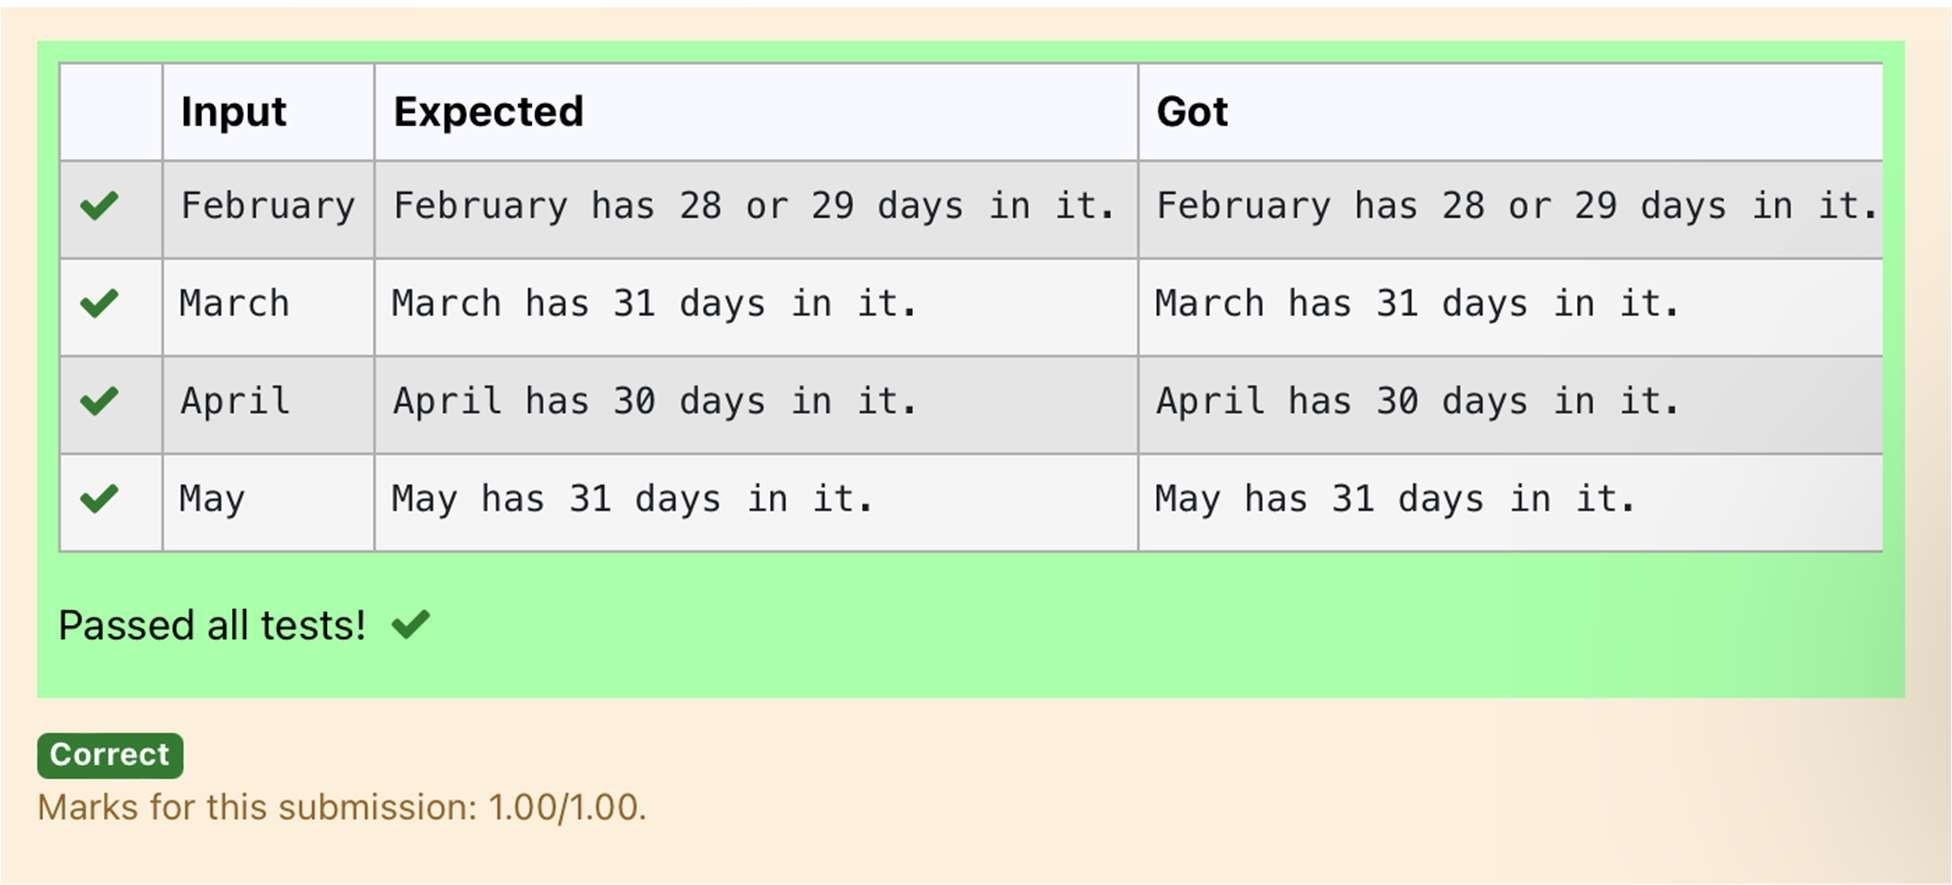 Input Expected Got
February February has 28 or 29 days in it. February has 28 or 29 days in it.
March March has 31 days in it. March has 31 days in it.
April April has 30 days in it. April has 30 days in it.
May May has 31 days in it. May has 31 days in it.
Passed all tests!
Correct
Marks for this submission: 1.00/1.00.